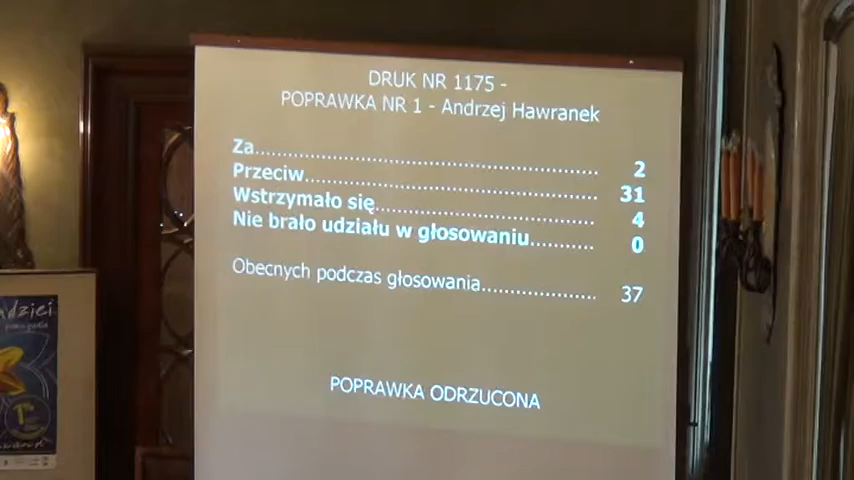 DRUK NR 1175 -
POPRAWKA NR 1 - Andrzej Hawranek
Za.......................................................... 2
Przeciw.................................................. 31
Wstrzymało się...................................... 4
Nie brało udziału w głosowaniu........... 0
Obecnych podczas głosowania.................... 37
POPRAWKA ODRZUCONA